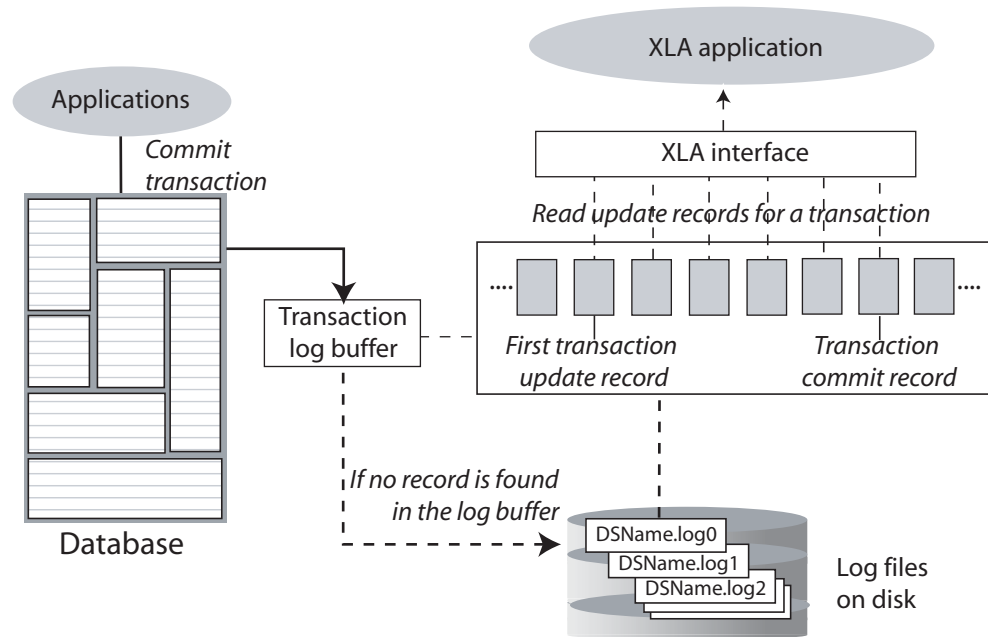 XLA application
Applications
Commit
transaction
XLA interface
Read update records for a transaction
....
....
Transaction
log buffer
First transaction
update record
Transaction
commit record
If no record is found
in the log buffer
Database
DSName.log0
DSName.log1
DSName.log2
Log files
on disk